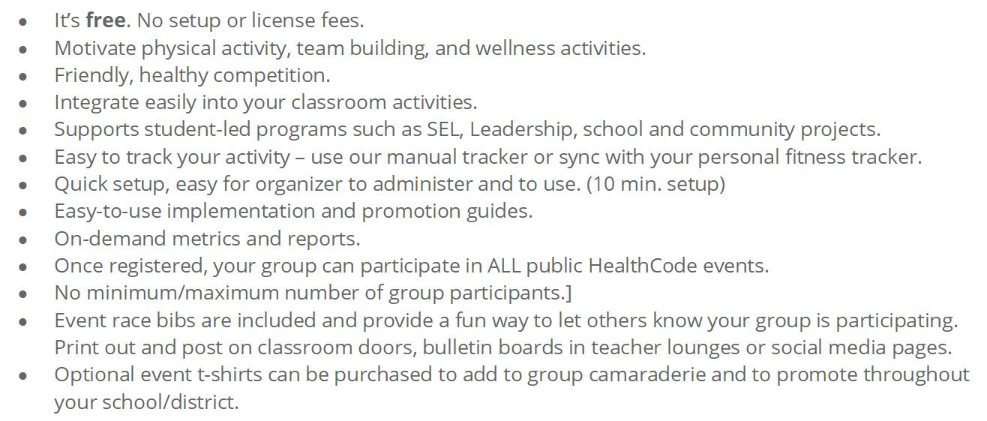 • It’s free. No setup or license fees.
• Motivate physical activity, team building, and wellness activities.
• Friendly, healthy competition.
• Integrate easily into your classroom activities.
• Supports student-led programs such as SEL, Leadership, school and community projects.
• Easy to track your activity – use our manual tracker or sync with your personal fitness tracker.
• Quick setup, easy for organizer to administer and to use. (10 min. setup)
• Easy-to-use implementation and promotion guides.
• On-demand metrics and reports.
• Once registered, your group can participate in ALL public HealthCode events.
• No minimum/maximum number of group participants.]
• Event race bibs are included and provide a fun way to let others know your group is participating.
Print out and post on classroom doors, bulletin boards in teacher lounges or social media pages.
• Optional event t-shirts can be purchased to add to group camaraderie and to promote throughout
your school/district.